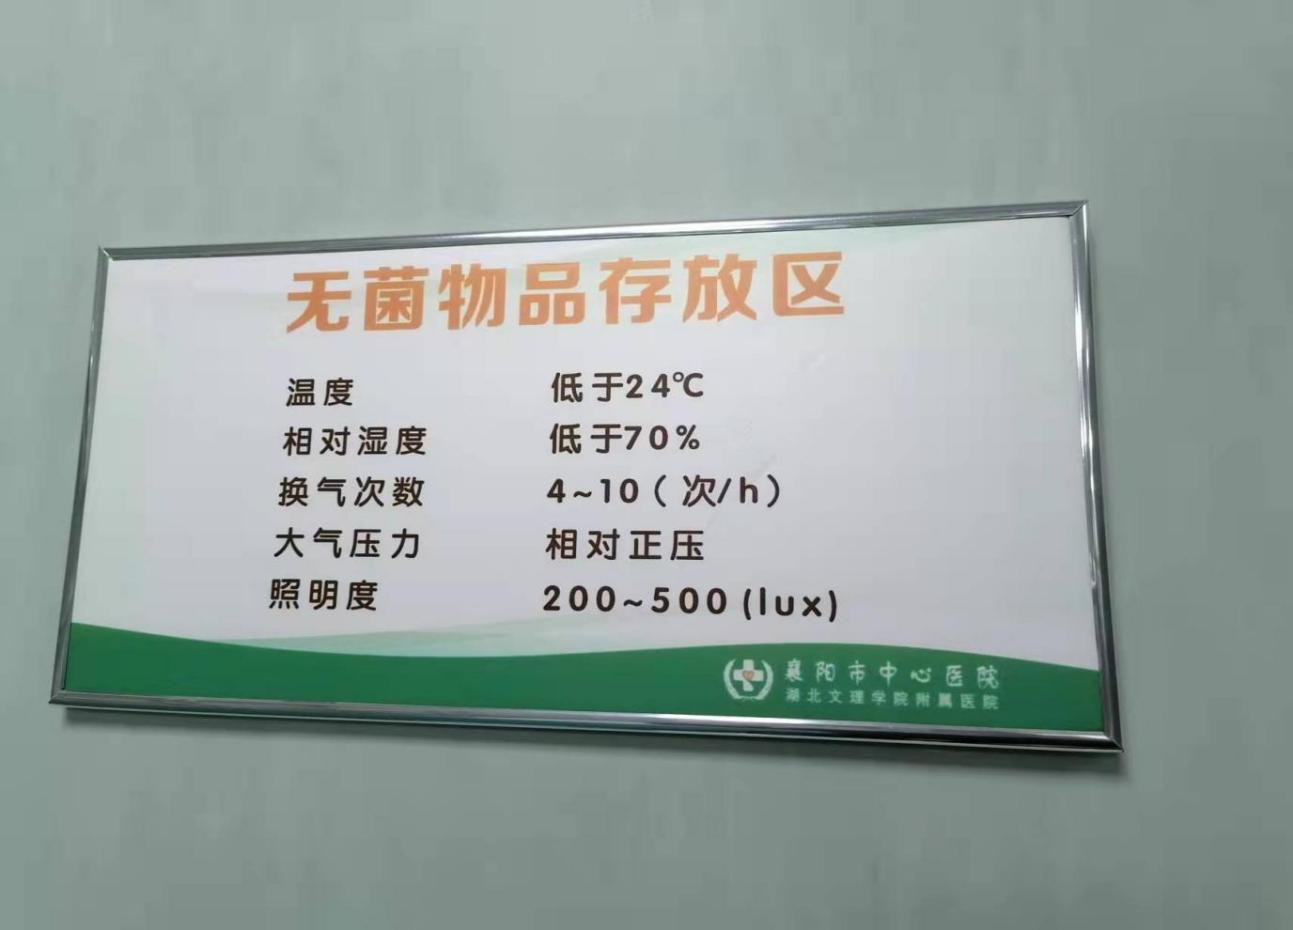 无菌物品存放区
温度 低于24℃
相对湿度 低于70%
换气次数 4~10（次/h）
大气压力 相对正压
照明度 200~500(lux)
襄阳市中心医院
湖北文理学院附属医院